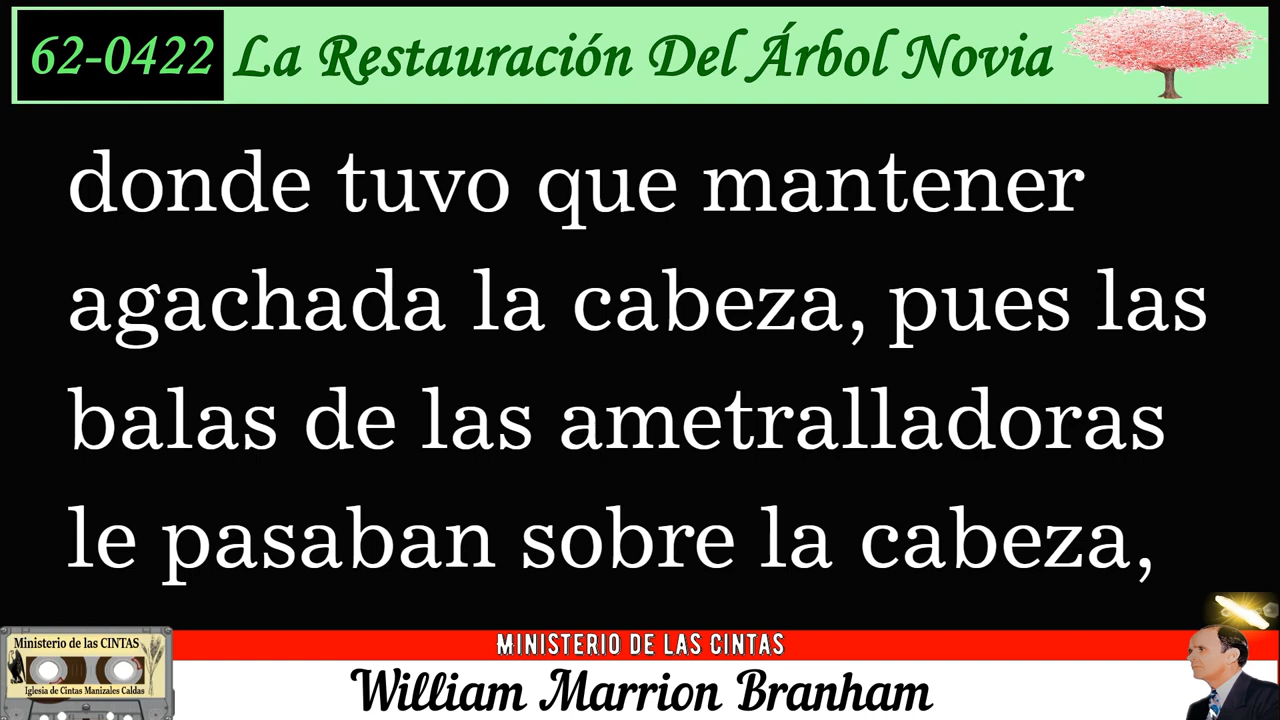 62-0422 La Restauración Del Árbol Novia
donde tuvo que mantener
agachada la cabeza, pues las
balas de las ametralladoras
le pasaban sobre la cabeza,
MINISTERIO DE LAS CINTAS
Ministerio de las CINTAS
Iglesia de Cintas Manizales Caldas
William Marrion Branham